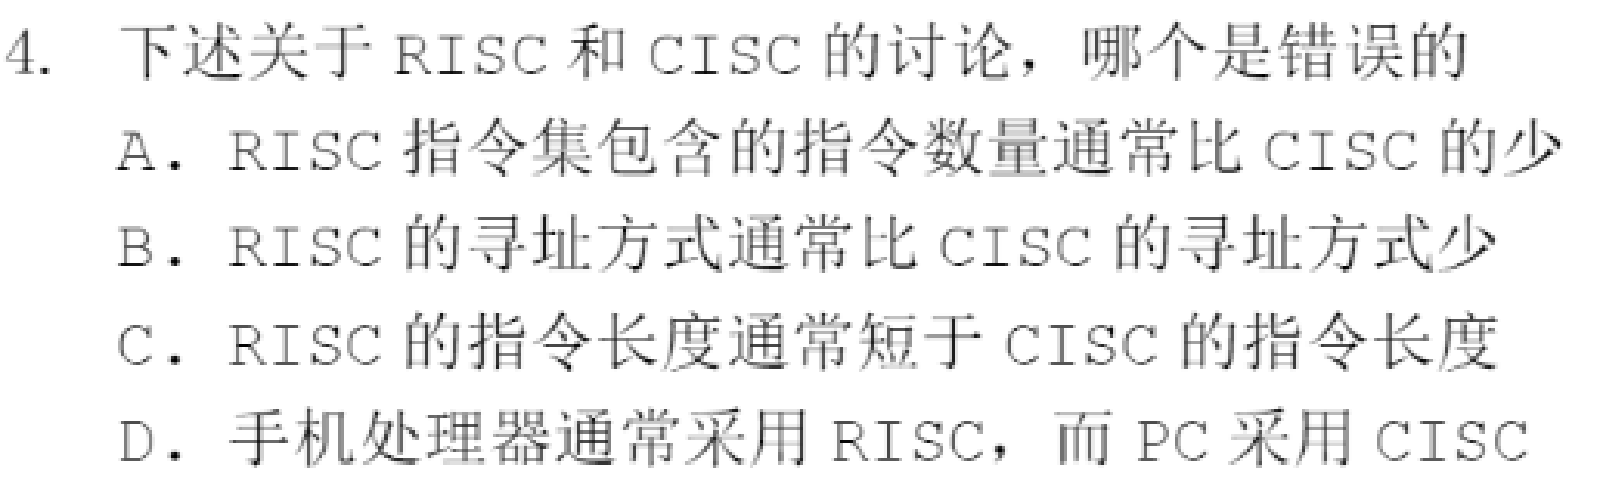 4. 下述关于 RISC 和 CISC 的讨论，哪个是错误的
A. RISC 指令集包含的指令数量通常比 CISC 的少
B. RISC 的寻址方式通常比 CISC 的寻址方式少
C. RISC 的指令长度通常短于 CISC 的指令长度
D. 手机处理器通常采用 RISC，而 PC 采用 CISC